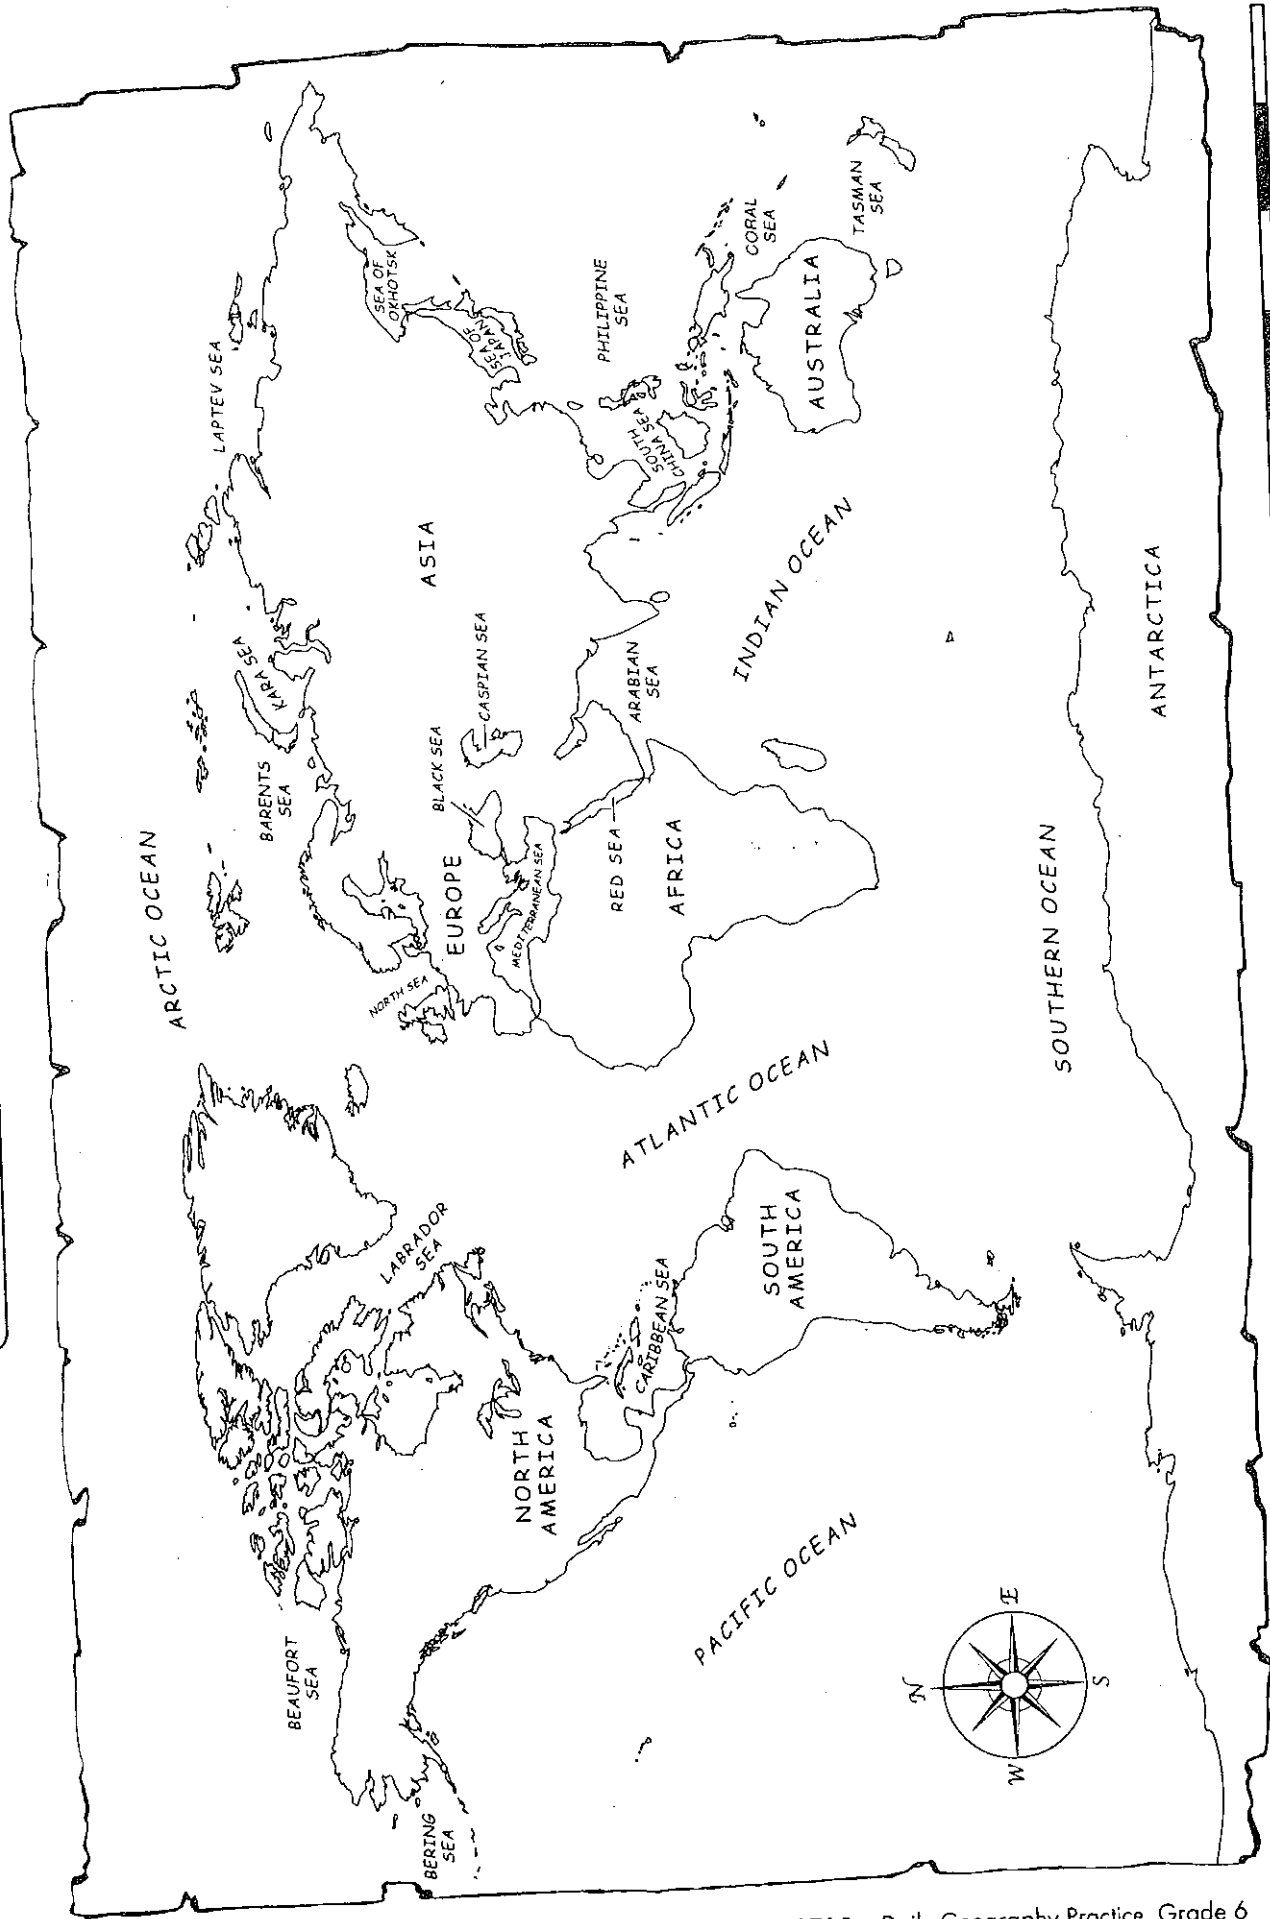 ARCTIC OCEAN
LAPTEV SEA
KARA SEA
BARENTS
SEA
BEAUFORT
SEA
BERING
SEA
LABRADOR
SEA
NORTH SEA
EUROPE
BLACK SEA
CASPIAN SEA
ASIA
SEA OF
OKHOTSK
SEA OF
JAPAN
NORTH
AMERICA
MEDITERRANEAN SEA
RED SEA
ARABIAN
SEA
SOUTH
CHINA SEA
PHILIPPINE
SEA
CARIBBEAN SEA
ATLANTIC OCEAN
AFRICA
INDIAN OCEAN
CORAL
SEA
PACIFIC OCEAN
SOUTH
AMERICA
AUSTRALIA
TASMAN
SEA
N
W
E
S
SOUTHERN OCEAN
ANTARCTICA
Daily Geography Practice, Grade 6